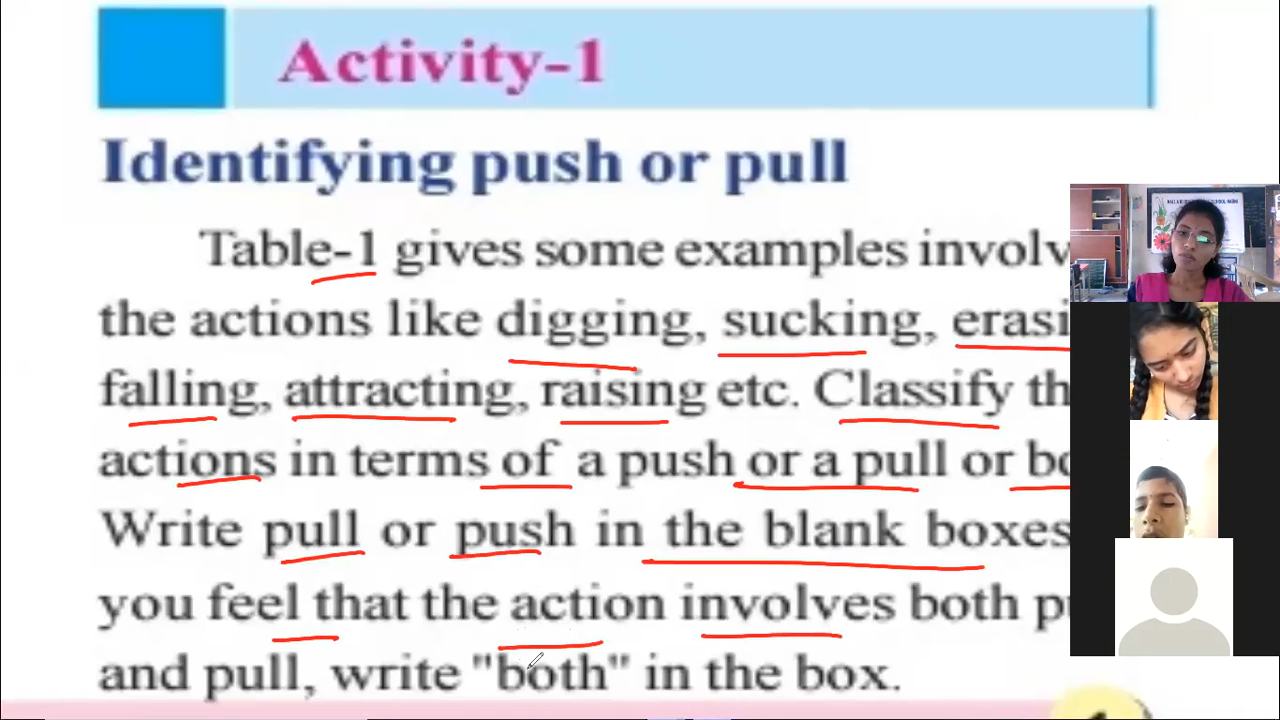 Activity-1
Identifying push or pull
Table-1 gives some examples involv
the actions like digging, sucking, erasi
falling, attracting, raising etc. Classify th
actions in terms of a push or a pull or bo
Write pull or push in the blank boxes
you feel that the action involves both p
and pull, write "both" in the box.